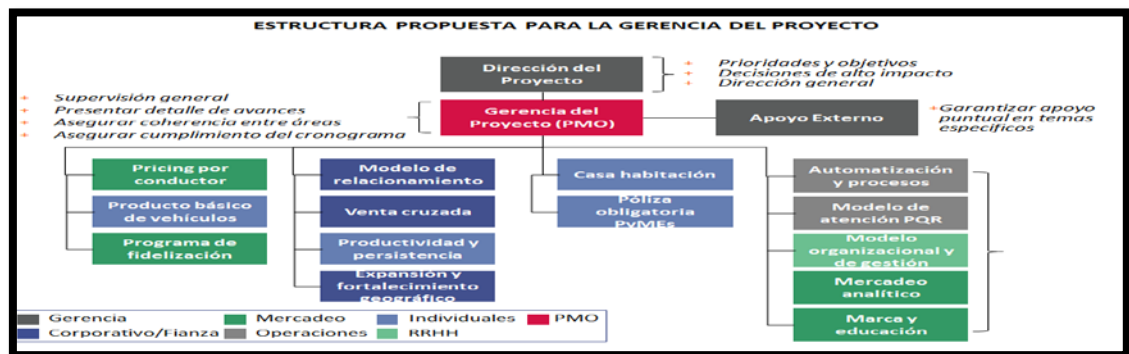 ESTRUCTURA PROPUESTA PARA LA GERENCIA DEL PROYECTO
Dirección del
Proyecto
+ Prioridades y objetivos
+ Decisiones de alto impacto
+ Dirección general
+ Supervisión general
+ Presentar detalle de avances
+ Asegurar coherencia entre áreas
+ Asegurar cumplimiento del cronograma
Gerencia del
Proyecto (PMO)
Apoyo Externo
+Garantizar apoyo
puntual en temas
específicos
Pricing por
conductor
Producto básico
de vehículos
Programa de
fidelización
Modelo de
relacionamiento
Venta cruzada
Productividad y
persistencia
Expansión y
fortalecimiento
geográfico
Casa habitación
Póliza
obligatoria
PyMEs
Automatización
y procesos
Modelo de
atención PQR
Modelo
organizacional y
de gestión
Mercadeo
analítico
Marca y
educación
Gerencia Mercadeo Individuales PMO
Corporativo/Fianza Operaciones RRHH